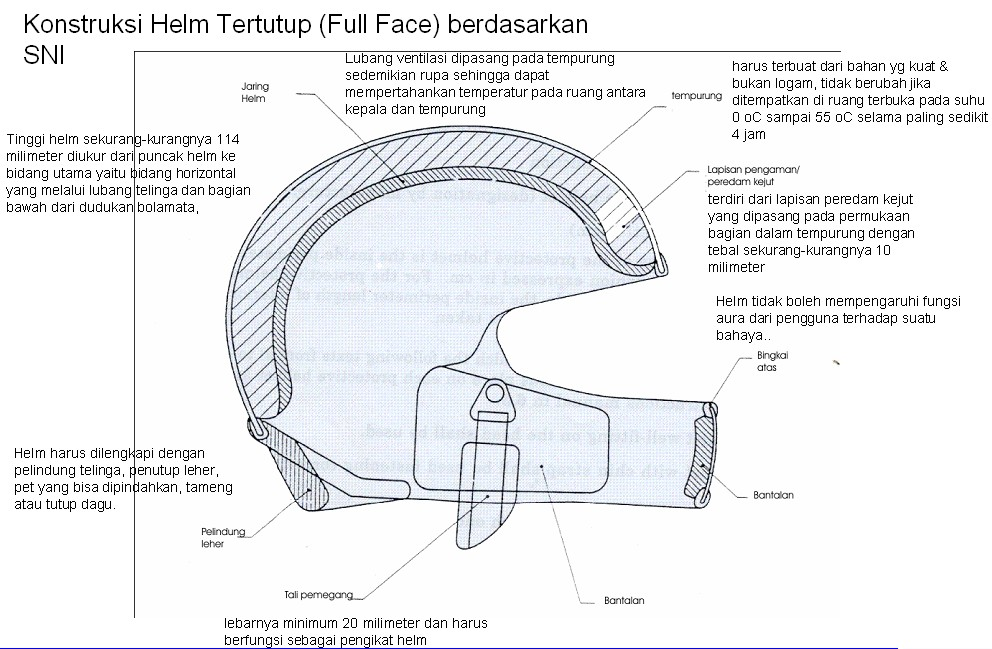 Konstruksi Helm Tertutup (Full Face) berdasarkan
SNI
Lubang ventilasi dipasang pada tempurung
sedemikian rupa sehingga dapat
mempertahankan temperatur pada ruang antara
kepala dan tempurung
Jaring
Helm
tempurung
harus terbuat dari bahan yg kuat &
bukan logam, tidak berubah jika
ditempatkan di ruang terbuka pada suhu
0 oC sampai 55 oC selama paling sedikit
4 jam
Tinggi helm sekurang-kurangnya 114
milimeter diukur dari puncak helm ke
bidang utama yaitu bidang horizontal
yang melalui lubang telinga dan bagian
bawah dari dudukan bolamata,
Lapisan pengaman/
peredam kejut
terdiri dari lapisan peredam kejut
yang dipasang pada permukaan
bagian dalam tempurung dengan
tebal sekurang-kurangnya 10
milimeter
Helm tidak boleh mempengaruhi fungsi
aura dari pengguna terhadap suatu
bahaya..
Bingkai
atas
Helm harus dilengkapi dengan
pelindung telinga, penutup leher,
pet yang bisa dipindahkan, tameng
atau tutup dagu.
Bantalan
Pelindung
leher
Tali pemegang
Bantalan
lebarnya minimum 20 milimeter dan harus
berfungsi sebagai pengikat helm